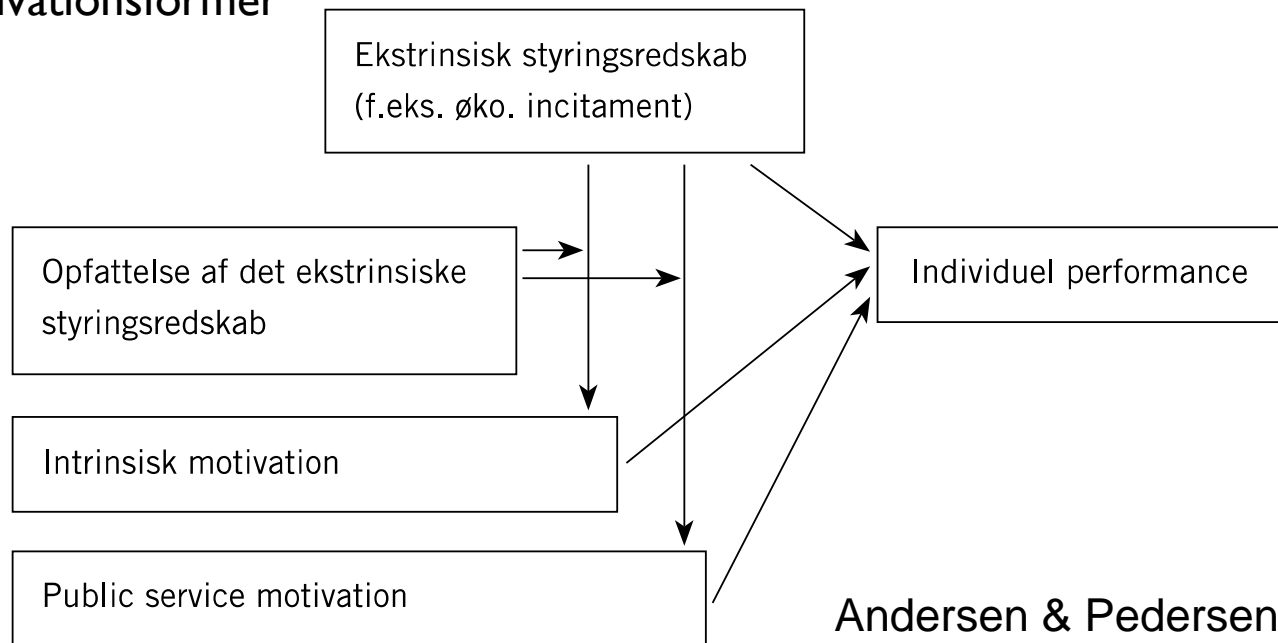 Ekstrinsisk styringsredskab
(f.eks. øko. incitament)
Opfattelse af det ekstrinsiske
styringsredskab
Individuel performance
Intrinsisk motivation
Public service motivation
Andersen & Pedersen